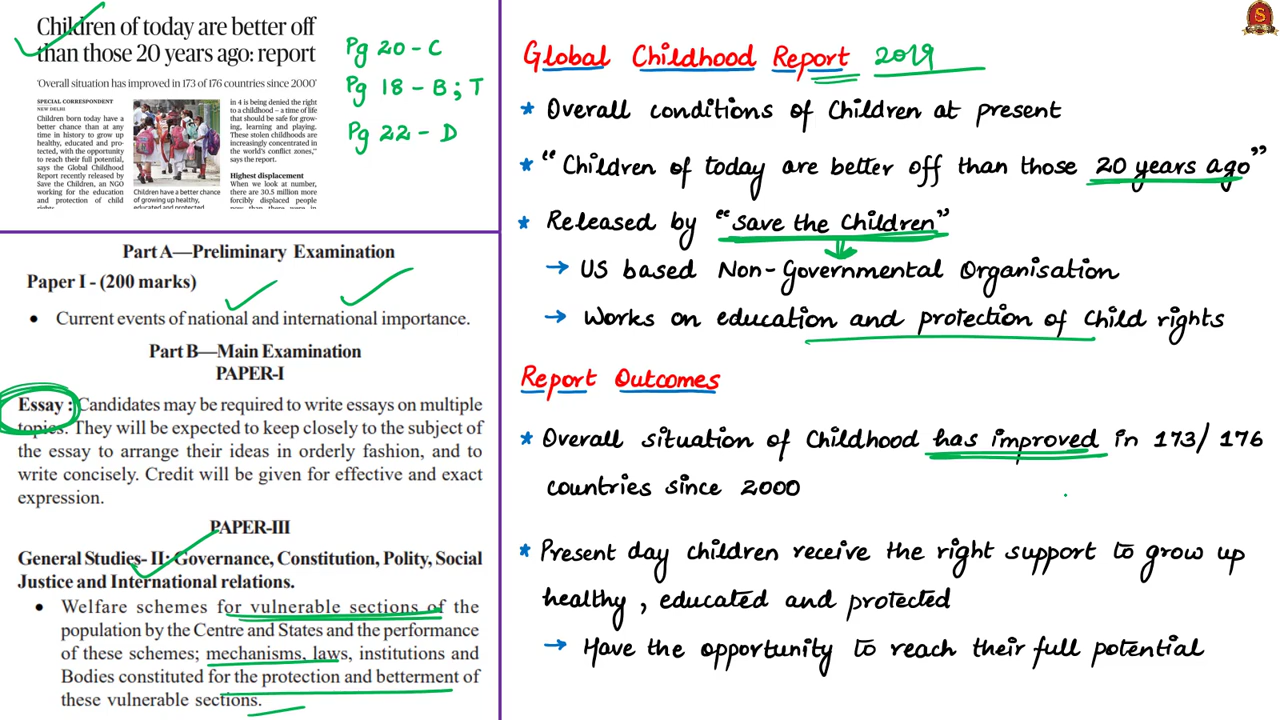 Children of today are better off
than those 20 years ago: report
'Overall situation has improved in 173 of 176 countries since 2000'
SPECIAL CORRESPONDENT
NEW DELHI
Children born today have a
better chance than at any
time in history to grow up
healthy, educated and pro-
tected, with the opportunity
to reach their full potential,
says the Global Childhood
Report recently released by
Save the Children, an NGO
working for the education
and protection of child
rights.
Children have a better chance
of growing up healthy,
educated and protected
in 4 is being denied the right
to a childhood – a time of life
that should be safe for grow-
ing, learning and playing.
These stolen childhoods are
increasingly concentrated in
the world's conflict zones,"
says the report.
Highest displacement
When we look at number,
there are 30.5 million more
forcibly displaced people
now than there were in
Pg 20 - C
Pg 18 - B ; T
Pg 22 - D
Part A—Preliminary Examination
Paper I - (200 marks)
• Current events of national and international importance.
Part B—Main Examination
PAPER-I
Essay : Candidates may be required to write essays on multiple
topics. They will be expected to keep closely to the subject of
the essay to arrange their ideas in orderly fashion, and to
write concisely. Credit will be given for effective and exact
expression.
PAPER-III
General Studies- II: Governance, Constitution, Polity, Social
Justice and International relations.
• Welfare schemes for vulnerable sections of the
population by the Centre and States and the performance
of these schemes; mechanisms, laws, institutions and
Bodies constituted for the protection and betterment of
these vulnerable sections.
Global Childhood Report 2019
* Overall conditions of Children at present
* "Children of today are better off than those 20 years ago"
* Released by "Save the Children"
→ US based Non-Governmental Organisation
→ Works on education and protection of Child rights
Report Outcomes
* Overall situation of Childhood has improved in 173/176
countries since 2000
* Present day children receive the right support to grow up
healthy, educated and protected
→ Have the opportunity to reach their full potential